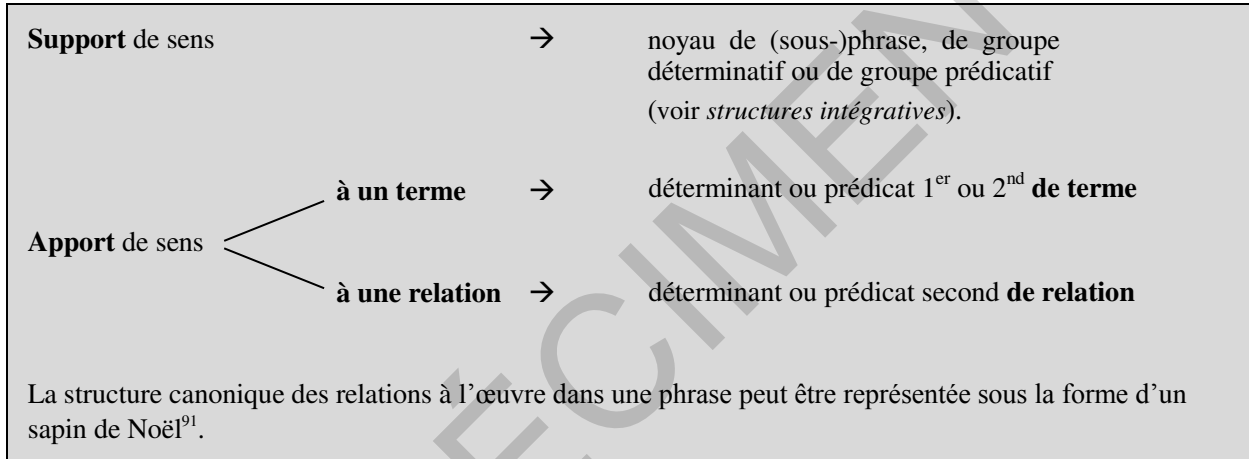 Support de sens → noyau de (sous-)phrase, de groupe
déterminatif ou de groupe prédicatif
(voir structures intégratives).
à un terme → déterminant ou prédicat 1er ou 2nd de terme
Apport de sens
à une relation → déterminant ou prédicat second de relation
La structure canonique des relations à l’œuvre dans une phrase peut être représentée sous la forme d’un
sapin de Noël91.
ÉCIMEN